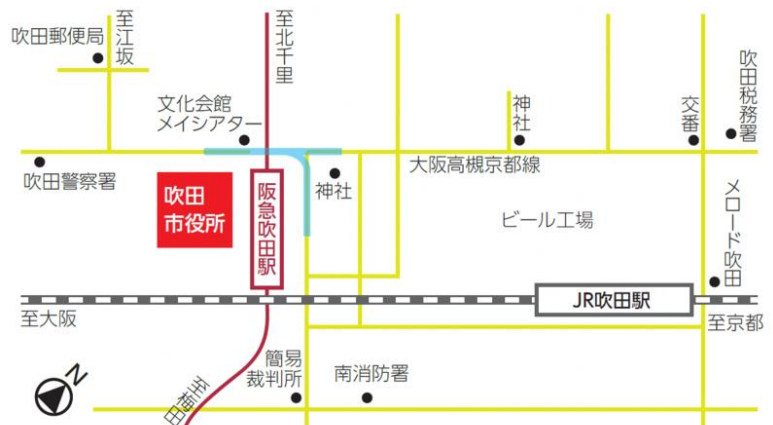 至江坂
吹田郵便局
至北千里
吹田税務署
文化会館
メイシアター
神社
交番
大阪高槻京都線
吹田警察署
吹田
市役所
阪急吹田駅
神社
ビール工場
メロード吹田
JR吹田駅
至大阪
至京都
簡易
裁判所
南消防署
至梅田
N